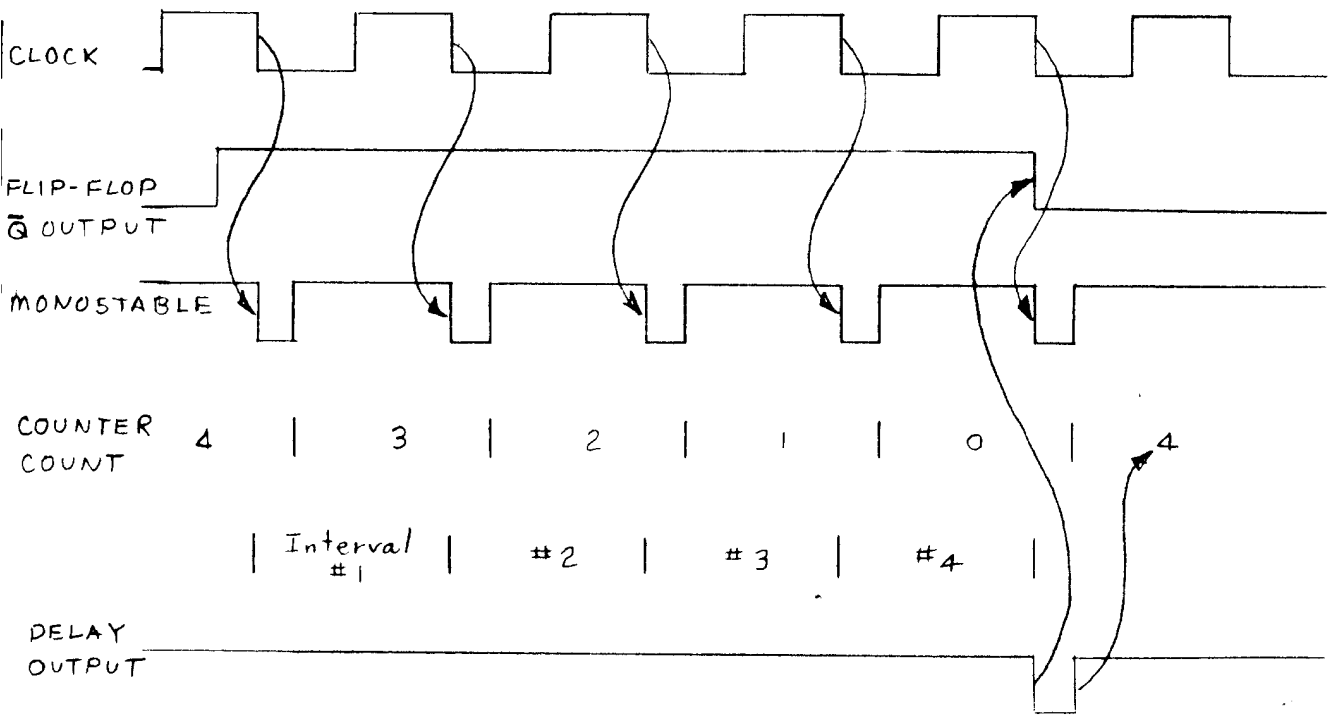 CLOCK
FLIP-FLOP
Q̅ OUTPUT
MONOSTABLE
COUNTER
COUNT
4 | 3 | 2 | 1 | 0 | 4
| Interval #1 | #2 | #3 | #4 |
DELAY
OUTPUT